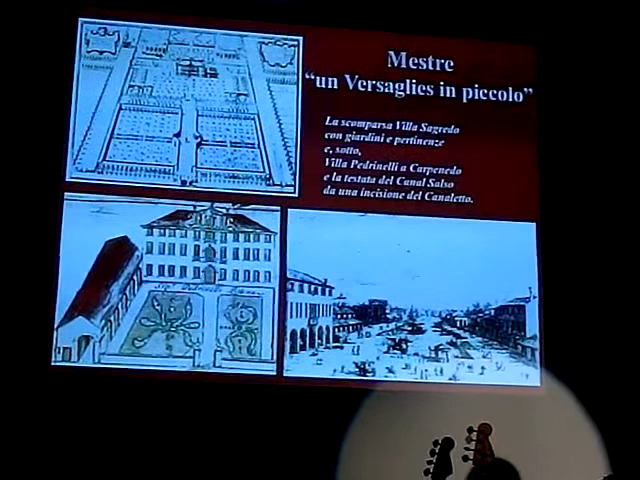 Mestre
"un Versaglies in piccolo"
La scomparsa Villa Sagredo
con giardini e pertinenze
e, sotto,
Villa Pedrinelli a Carpenedo
e la testata del Canal Salso
da una incisione del Canaletto.